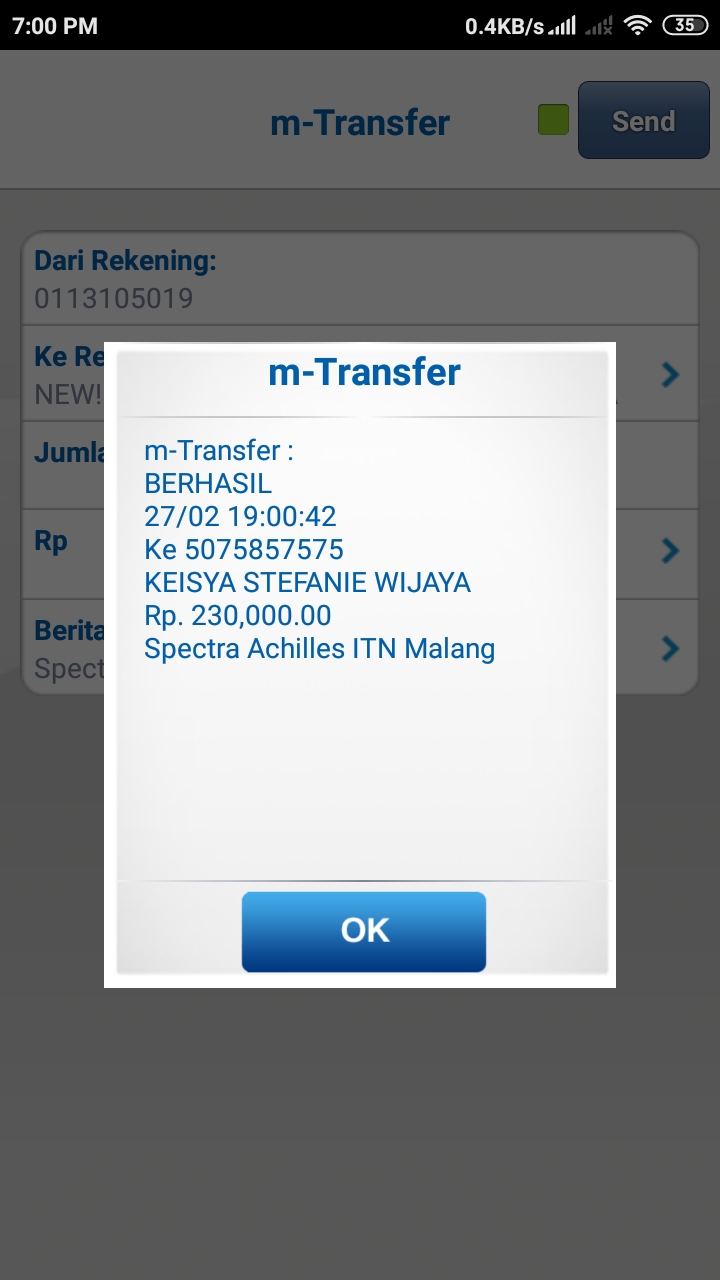 7:00 PM 0.4KB/s 35
m-Transfer Send
Dari Rekening:
0113105019
Ke Re
NEW!
Jumla
Rp
Berita
Spect
m-Transfer
m-Transfer :
BERHASIL
27/02 19:00:42
Ke 5075857575
KEISYA STEFANIE WIJAYA
Rp. 230,000.00
Spectra Achilles ITN Malang
OK